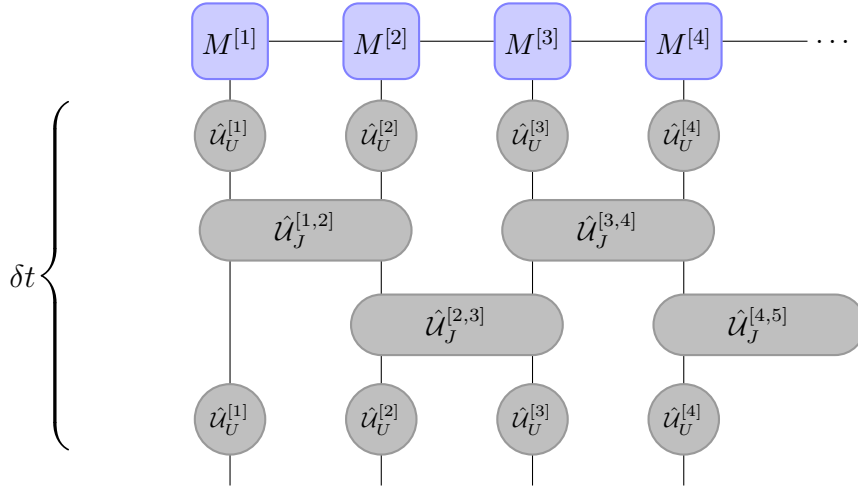 M^{[1]} M^{[2]} M^{[3]} M^{[4]} ···
\hat{\mathcal{U}}_U^{[1]} \hat{\mathcal{U}}_U^{[2]} \hat{\mathcal{U}}_U^{[3]} \hat{\mathcal{U}}_U^{[4]}
\hat{\mathcal{U}}_J^{[1,2]} \hat{\mathcal{U}}_J^{[3,4]}
δt
\hat{\mathcal{U}}_J^{[2,3]} \hat{\mathcal{U}}_J^{[4,5]}
\hat{\mathcal{U}}_U^{[1]} \hat{\mathcal{U}}_U^{[2]} \hat{\mathcal{U}}_U^{[3]} \hat{\mathcal{U}}_U^{[4]}